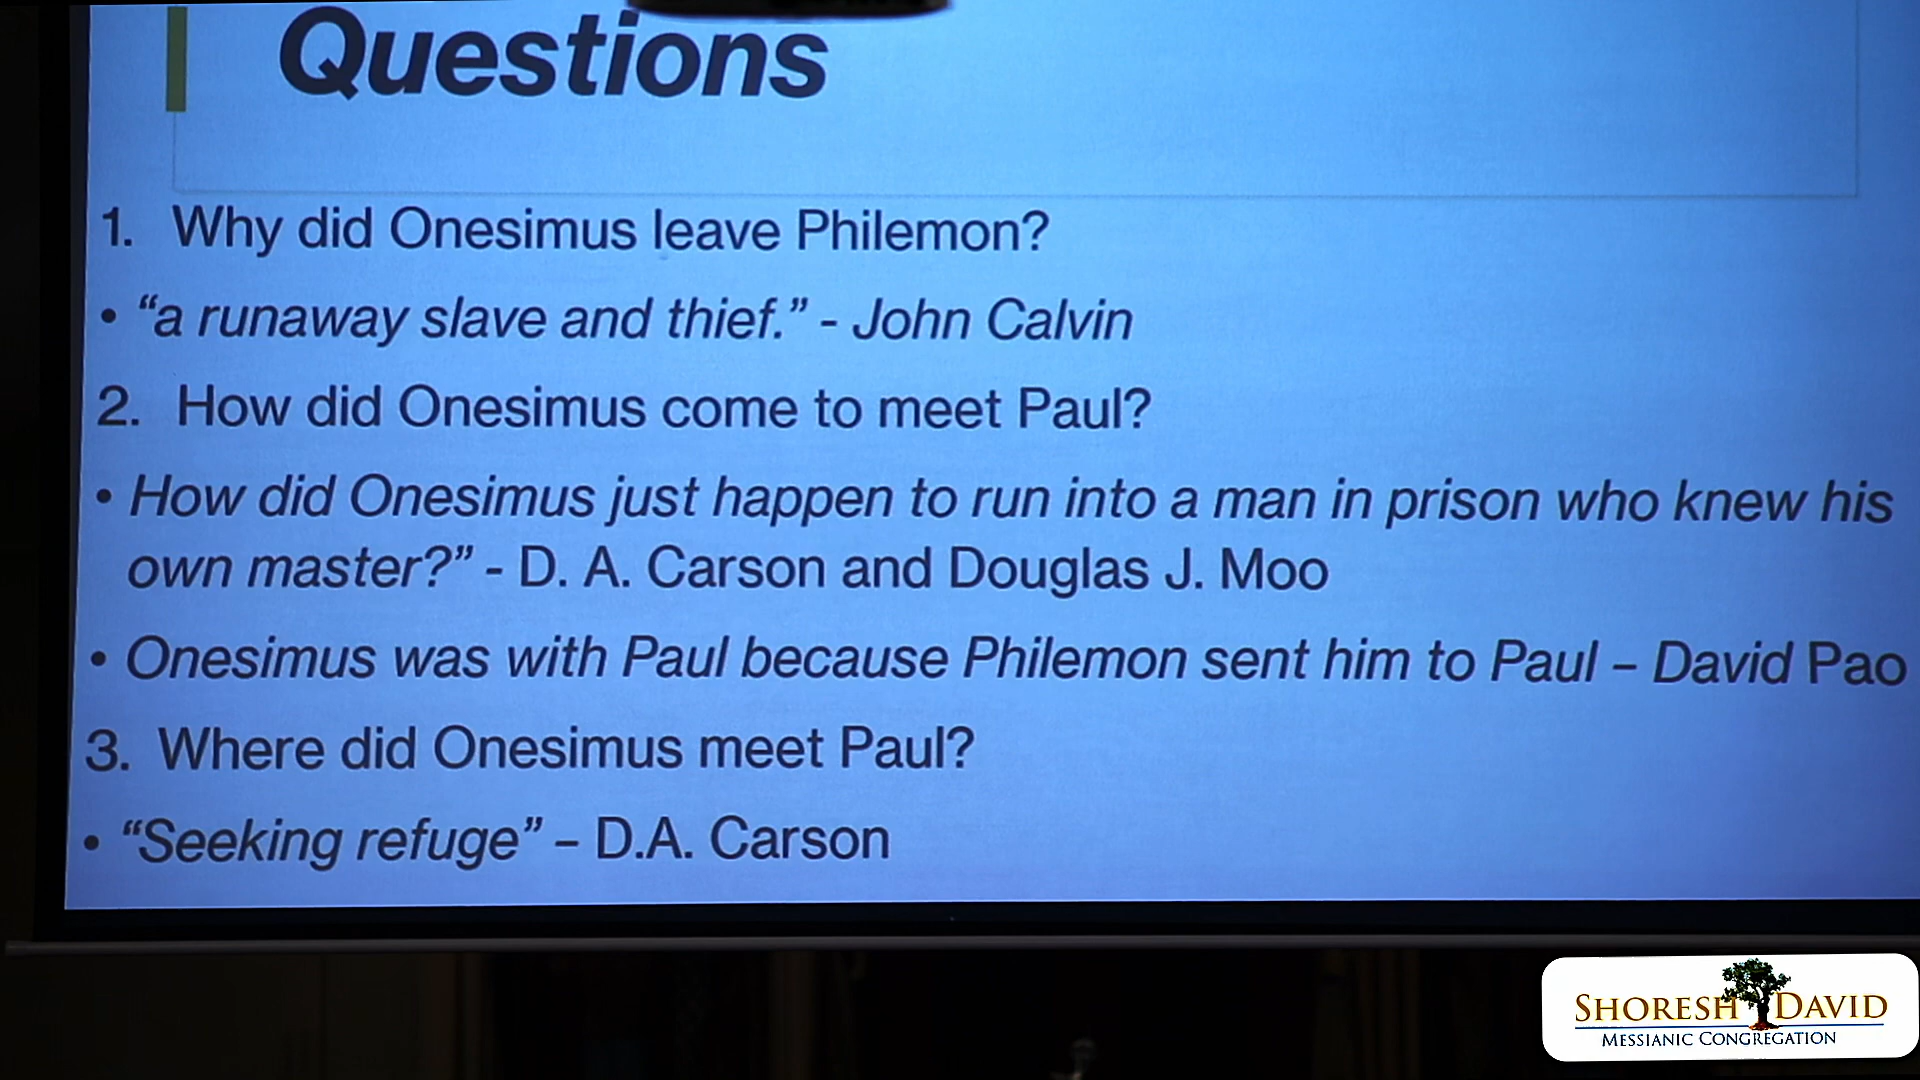 Questions
1. Why did Onesimus leave Philemon?
• “a runaway slave and thief.” - John Calvin
2. How did Onesimus come to meet Paul?
• How did Onesimus just happen to run into a man in prison who knew his
own master?” - D. A. Carson and Douglas J. Moo
• Onesimus was with Paul because Philemon sent him to Paul – David Pao
3. Where did Onesimus meet Paul?
• “Seeking refuge” – D.A. Carson
SHORESH DAVID
MESSIANIC CONGREGATION